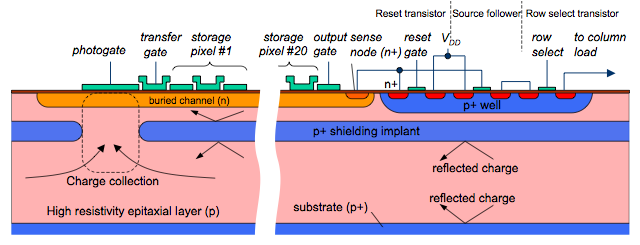 Reset transistor
Source follower
Row select transistor
photogate
transfer
gate
storage
pixel #1
storage
pixel #20
output
gate
sense
node (n+)
reset
gate
VDD
row
select
to column
load
n+
buried channel (n)
p+ well
p+ shielding implant
Charge collection
reflected charge
reflected charge
High resistivity epitaxial layer (p)
substrate (p+)